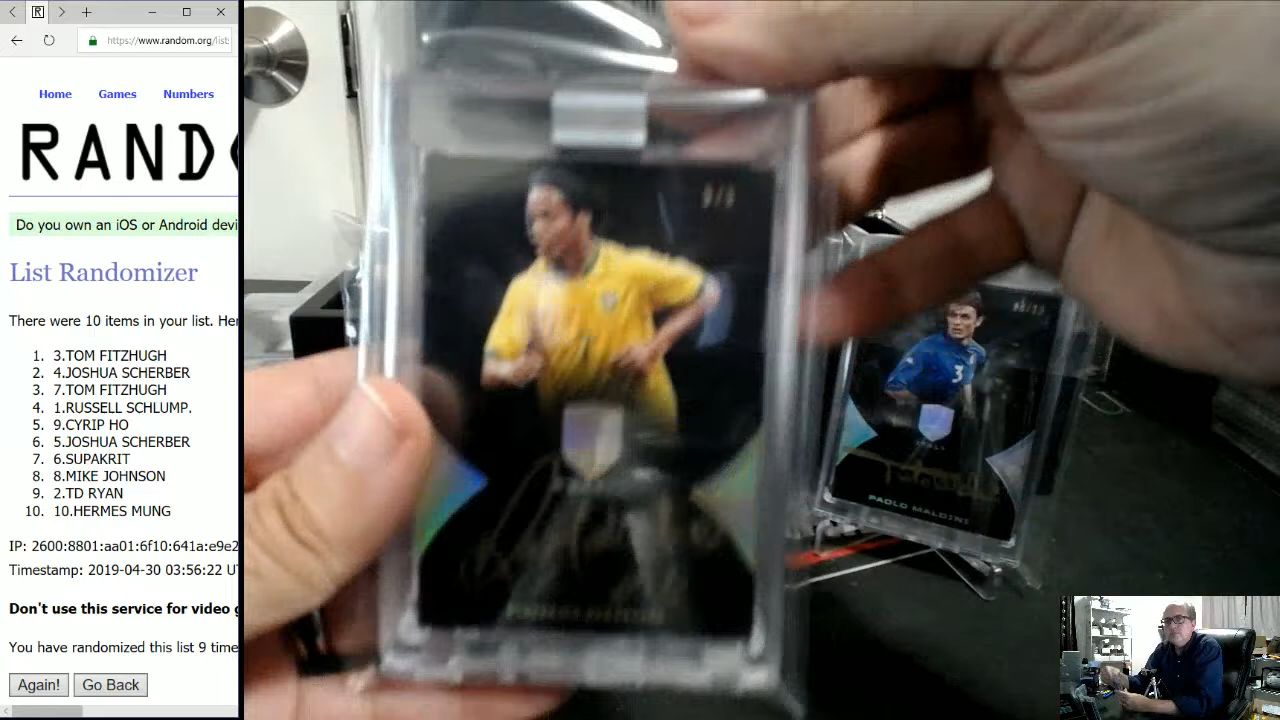 https://www.random.org/list
Home Games Numbers
RANDO
Do you own an iOS or Android devi
List Randomizer
There were 10 items in your list. Her
1. 3.TOM FITZHUGH
2. 4.JOSHUA SCHERBER
3. 7.TOM FITZHUGH
4. 1.RUSSELL SCHLUMP.
5. 9.CYRIP HO
6. 5.JOSHUA SCHERBER
7. 6.SUPAKRIT
8. 8.MIKE JOHNSON
9. 2.TD RYAN
10. 10.HERMES MUNG
IP: 2600:8801:aa01:6f10:641a:e9e2
Timestamp: 2019-04-30 03:56:22 U
Don't use this service for video g
You have randomized this list 9 time
Again! Go Back
3
PAOLO MALDINI